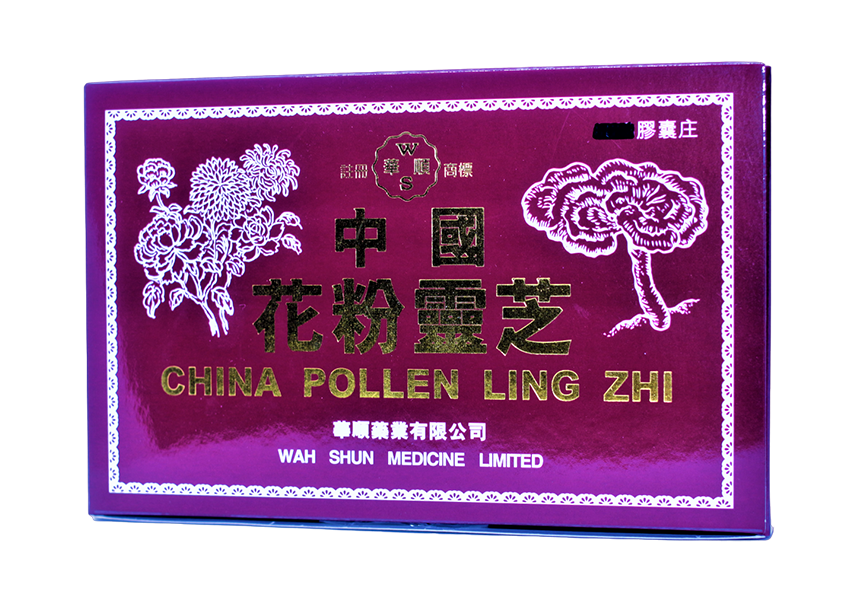 膠囊庄
W
註冊 華順 商標
S
中國
花粉靈芝
CHINA POLLEN LING ZHI
華順藥業有限公司
WAH SHUN MEDICINE LIMITED